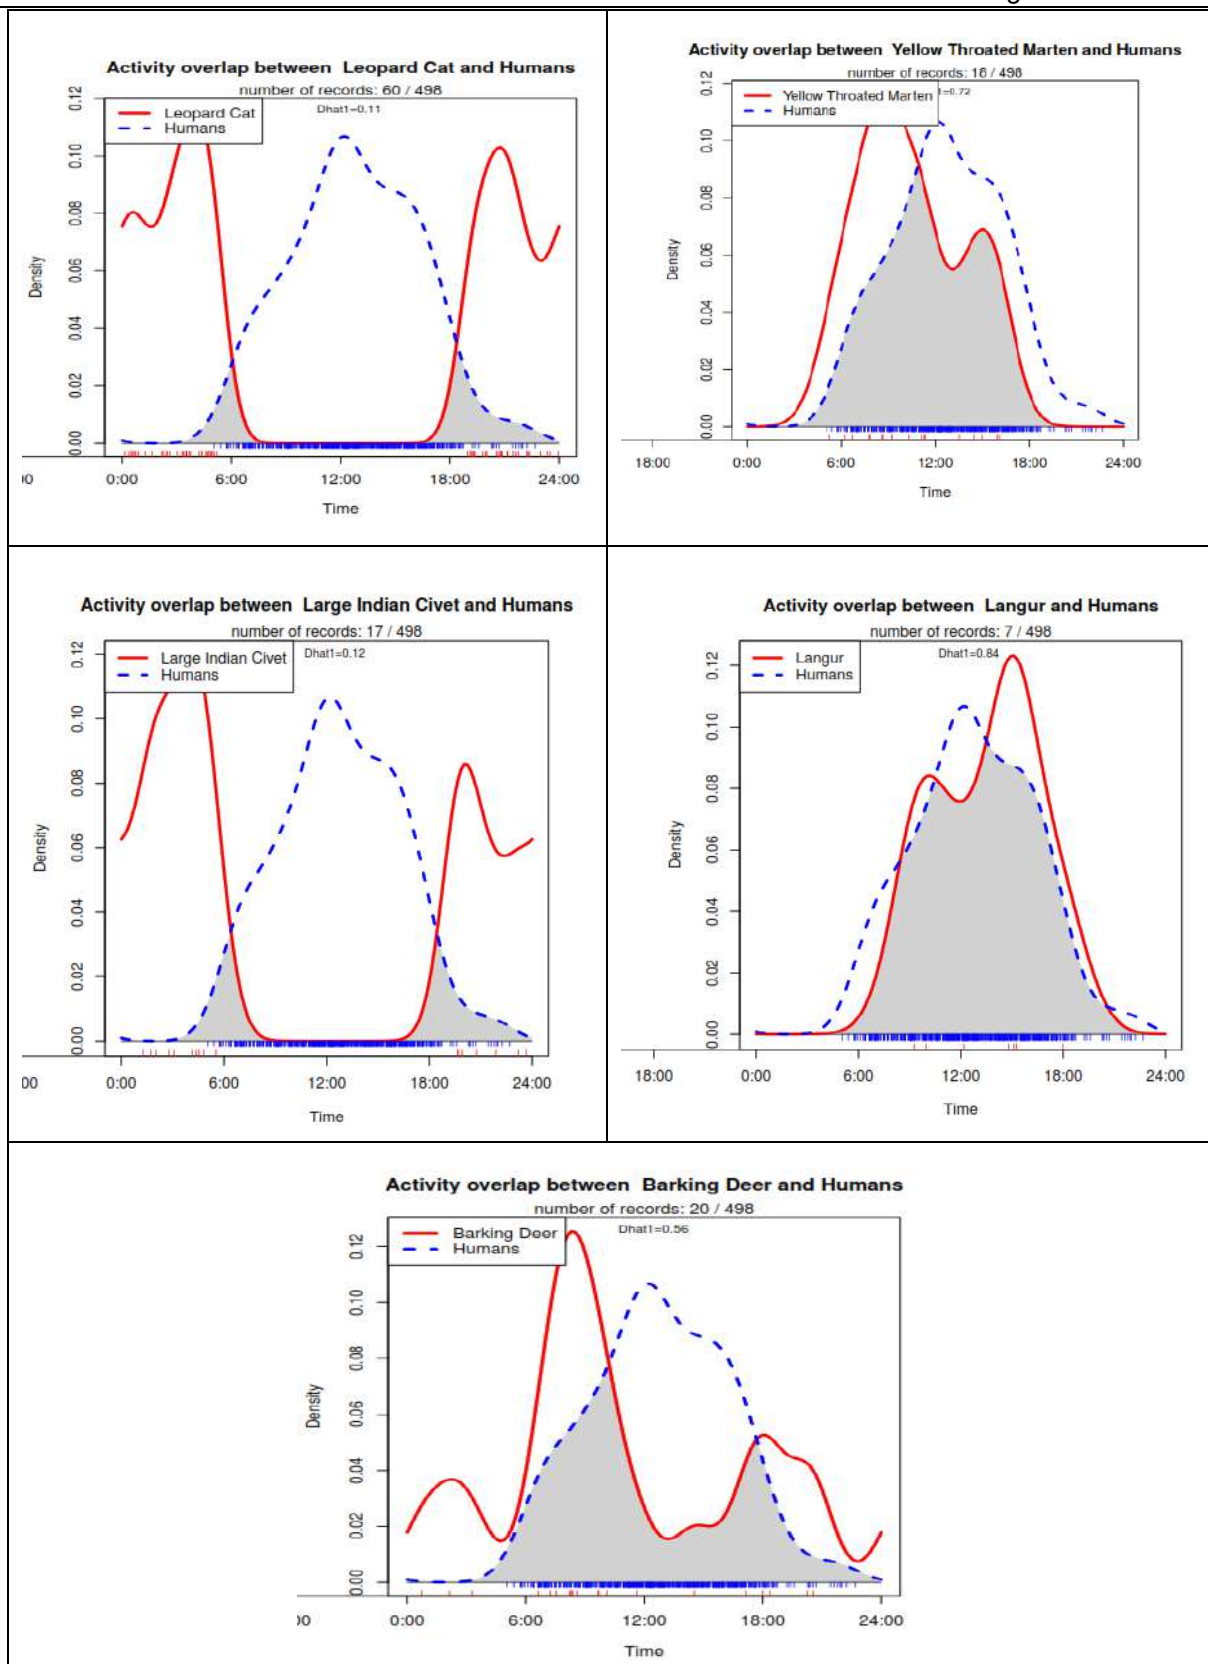 Activity overlap between Leopard Cat and Humans
number of records: 60 / 498
Dhat1=0.11
Leopard Cat
Humans
0.12
0.10
0.08
0.06
0.04
0.02
0.00
Density
00
0:00 6:00 12:00 18:00 24:00
Time
Activity overlap between Yellow Throated Marten and Humans
number of records: 16 / 498
1=0.72
Yellow Throated Marten
Humans
0.12
0.10
0.08
0.06
0.04
0.02
0.00
Density
18:00 0:00 6:00 12:00 18:00 24:00
Time
Activity overlap between Large Indian Civet and Humans
number of records: 17 / 498
Dhat1=0.12
Large Indian Civet
Humans
0.12
0.10
0.08
0.06
0.04
0.02
0.00
Density
00
0:00 6:00 12:00 18:00 24:00
Time
Activity overlap between Langur and Humans
number of records: 7 / 498
Dhat1=0.84
Langur
Humans
0.12
0.10
0.08
0.06
0.04
0.02
0.00
Density
18:00 0:00 6:00 12:00 18:00 24:00
Time
Activity overlap between Barking Deer and Humans
number of records: 20 / 498
Dhat1=0.56
Barking Deer
Humans
0.12
0.10
0.08
0.06
0.04
0.02
0.00
Density
00
0:00 6:00 12:00 18:00 24:00
Time